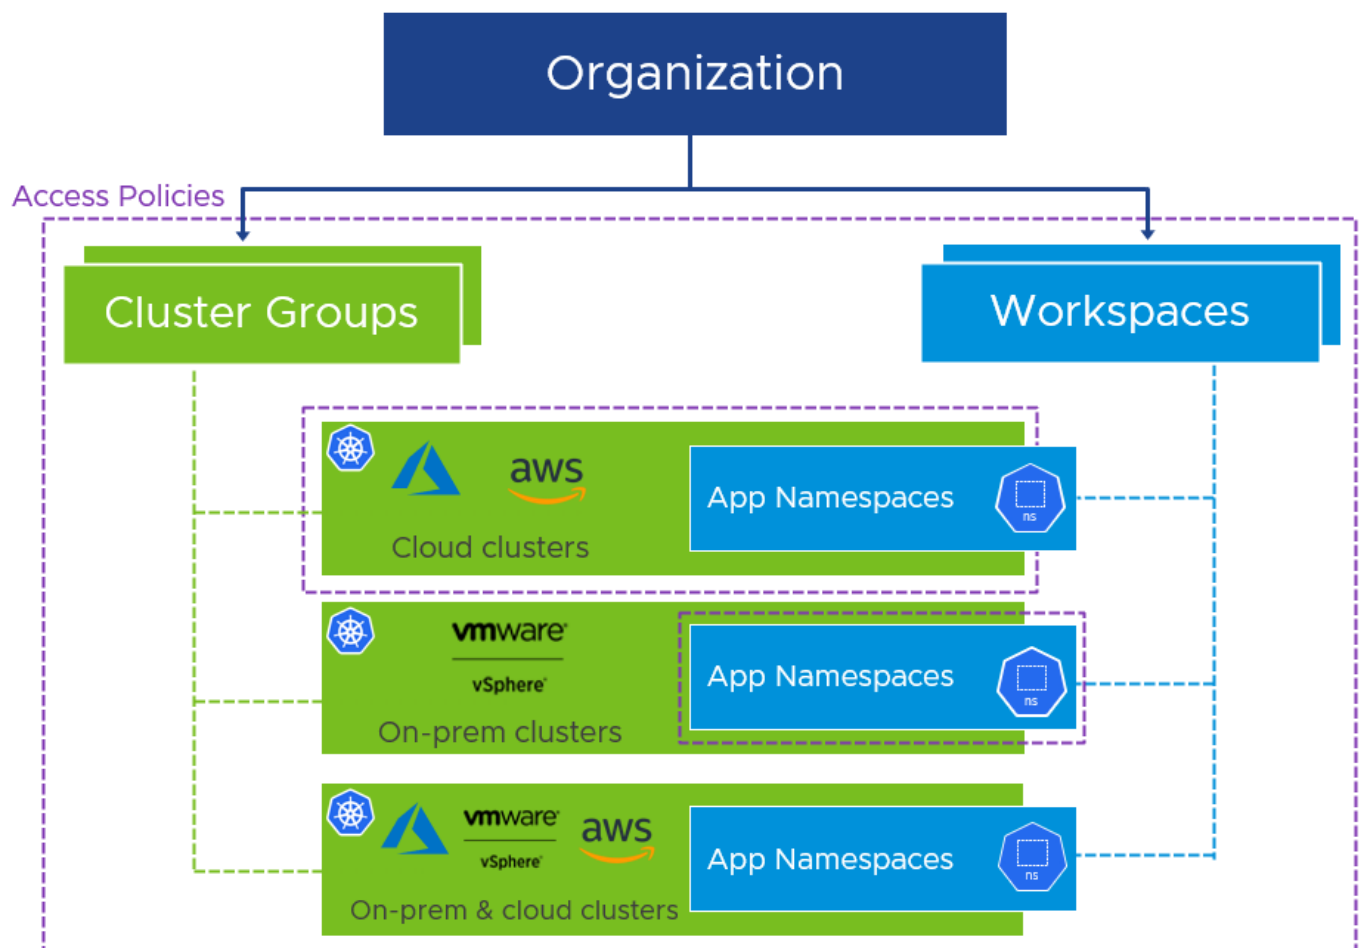 Organization
Access Policies
Cluster Groups
Workspaces
aws
Cloud clusters
App Namespaces
ns
vmware®
vSphere®
On-prem clusters
App Namespaces
ns
vmware®
vSphere®
aws
On-prem & cloud clusters
App Namespaces
ns